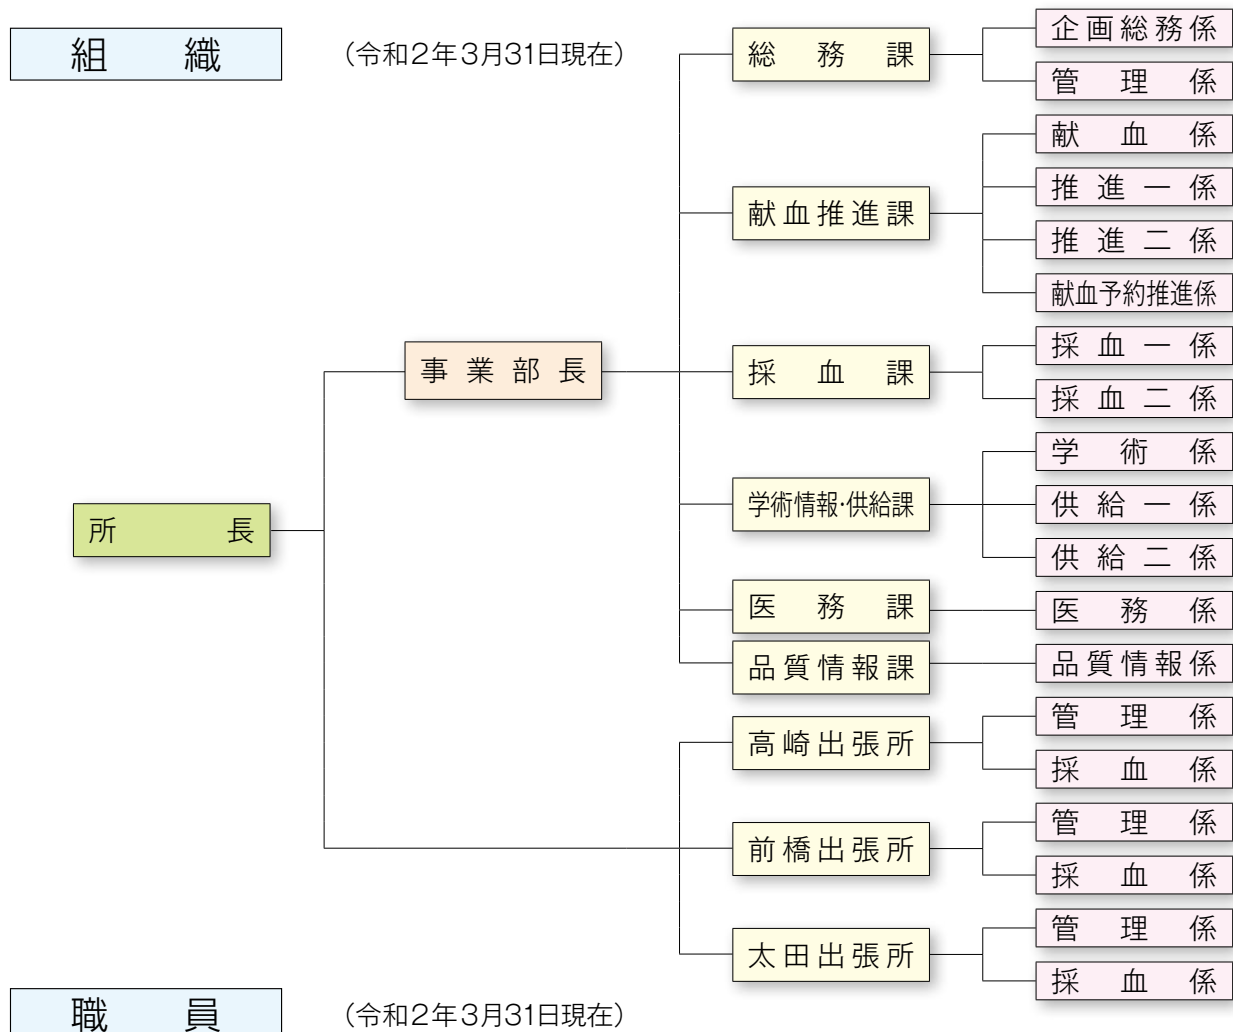 組織
（令和2年3月31日現在）
所長
事業部長
総務課
企画総務係
管理係
献血推進課
献血係
推進一係
推進二係
献血予約推進係
採血課
採血一係
採血二係
学術情報・供給課
学術係
供給一係
供給二係
医務課
医務係
品質情報課
品質情報係
高崎出張所
管理係
採血係
前橋出張所
管理係
採血係
太田出張所
管理係
採血係
職員
（令和2年3月31日現在）